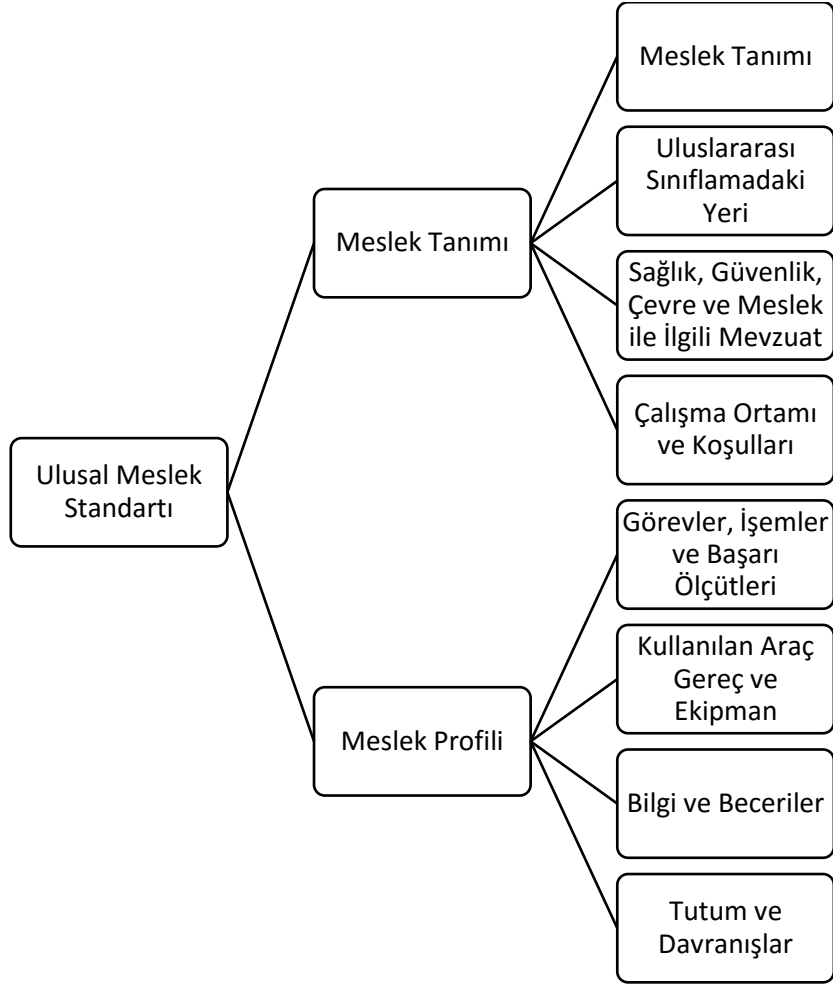 Ulusal Meslek
Standartı
Meslek Tanımı
Meslek Tanımı
Uluslararası
Sınıflamadaki
Yeri
Sağlık, Güvenlik,
Çevre ve Meslek
ile İlgili Mevzuat
Çalışma Ortamı
ve Koşulları
Meslek Profili
Görevler, İşemler
ve Başarı
Ölçütleri
Kullanılan Araç
Gereç ve
Ekipman
Bilgi ve Beceriler
Tutum ve
Davranışlar